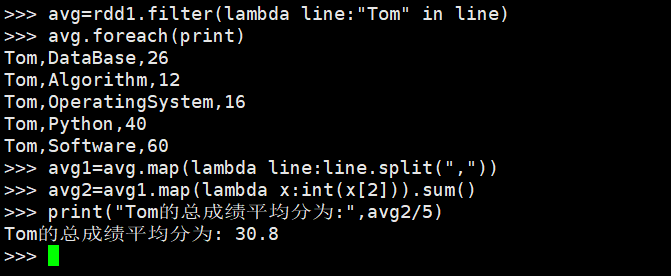 >>> avg=rdd1.filter(lambda line:"Tom" in line)
>>> avg.foreach(print)
Tom,DataBase,26
Tom,Algorithm,12
Tom,OperatingSystem,16
Tom,Python,40
Tom,Software,60
>>> avg1=avg.map(lambda line:line.split(","))
>>> avg2=avg1.map(lambda x:int(x[2])).sum()
>>> print("Tom的总成绩平均分为:",avg2/5)
Tom的总成绩平均分为: 30.8
>>>